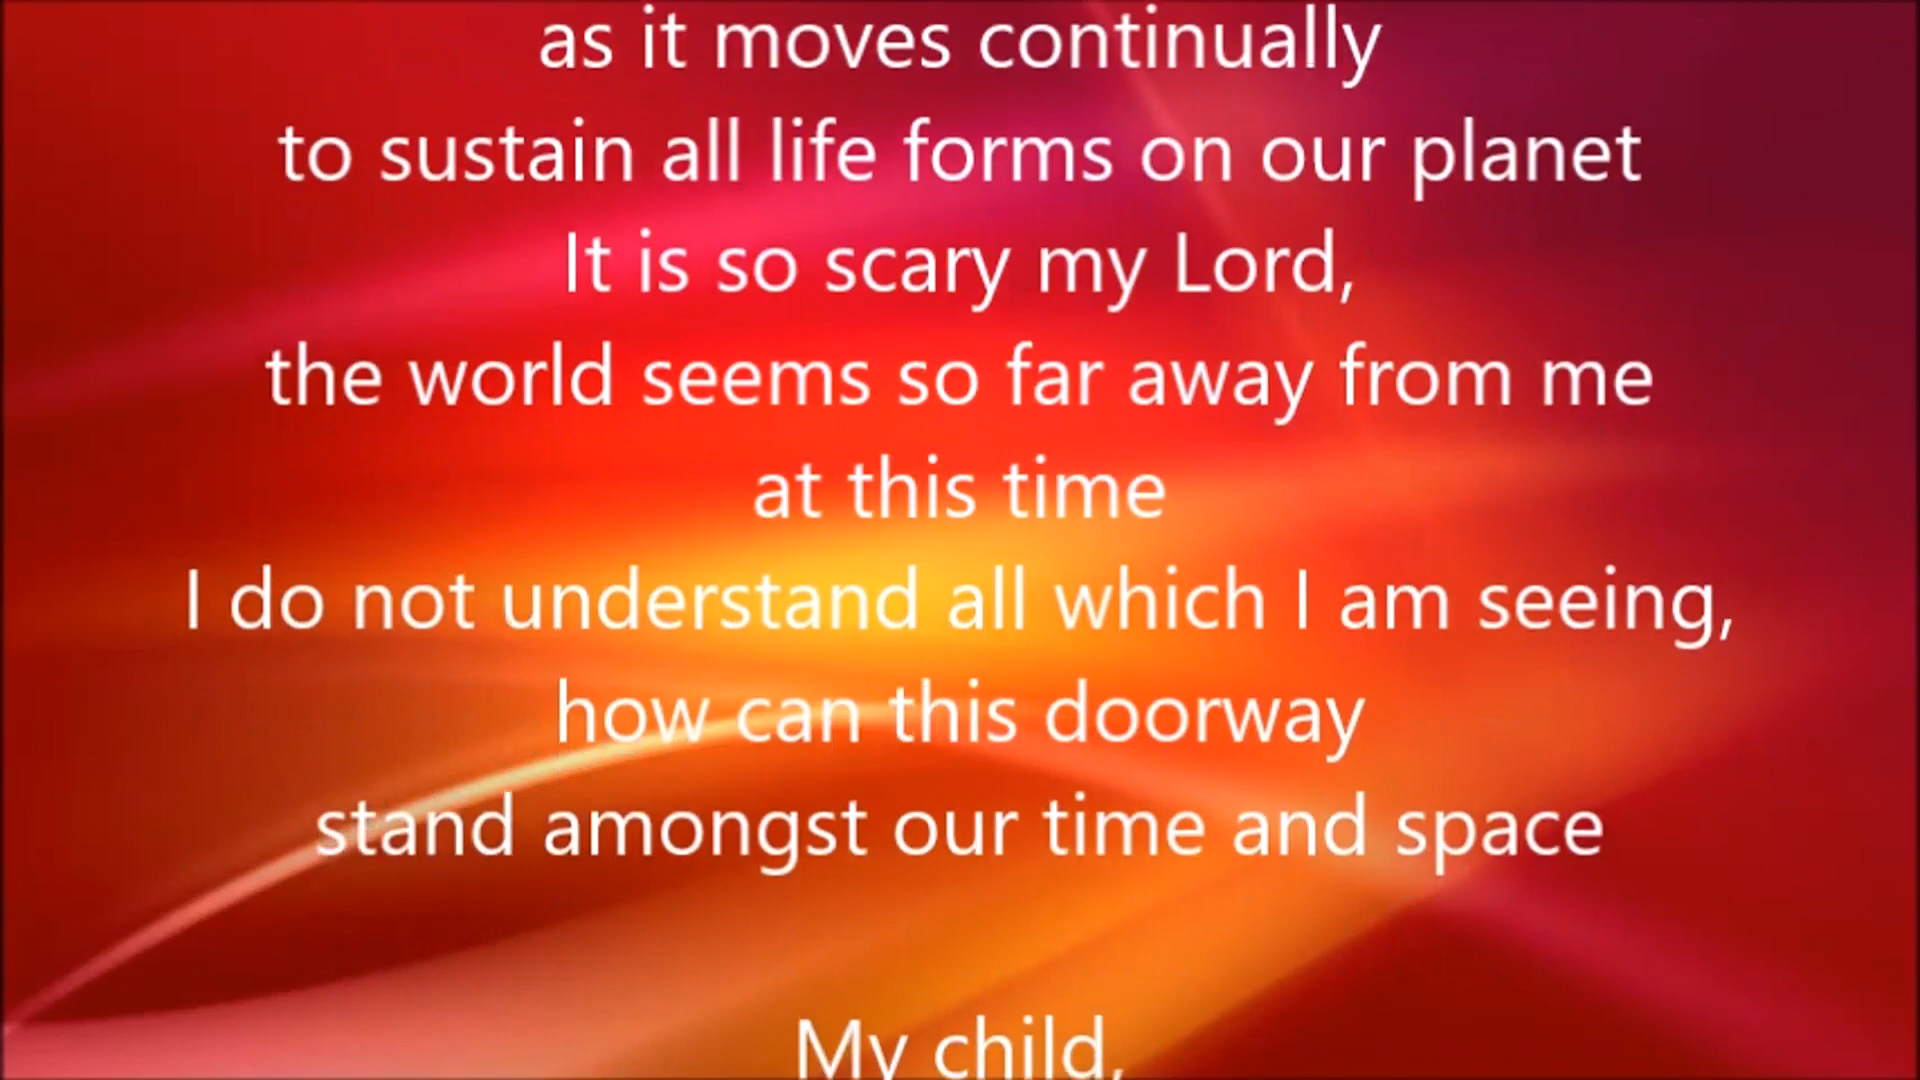 as it moves continually
to sustain all life forms on our planet
It is so scary my Lord,
the world seems so far away from me
at this time
I do not understand all which I am seeing,
how can this doorway
stand amongst our time and space
My child,